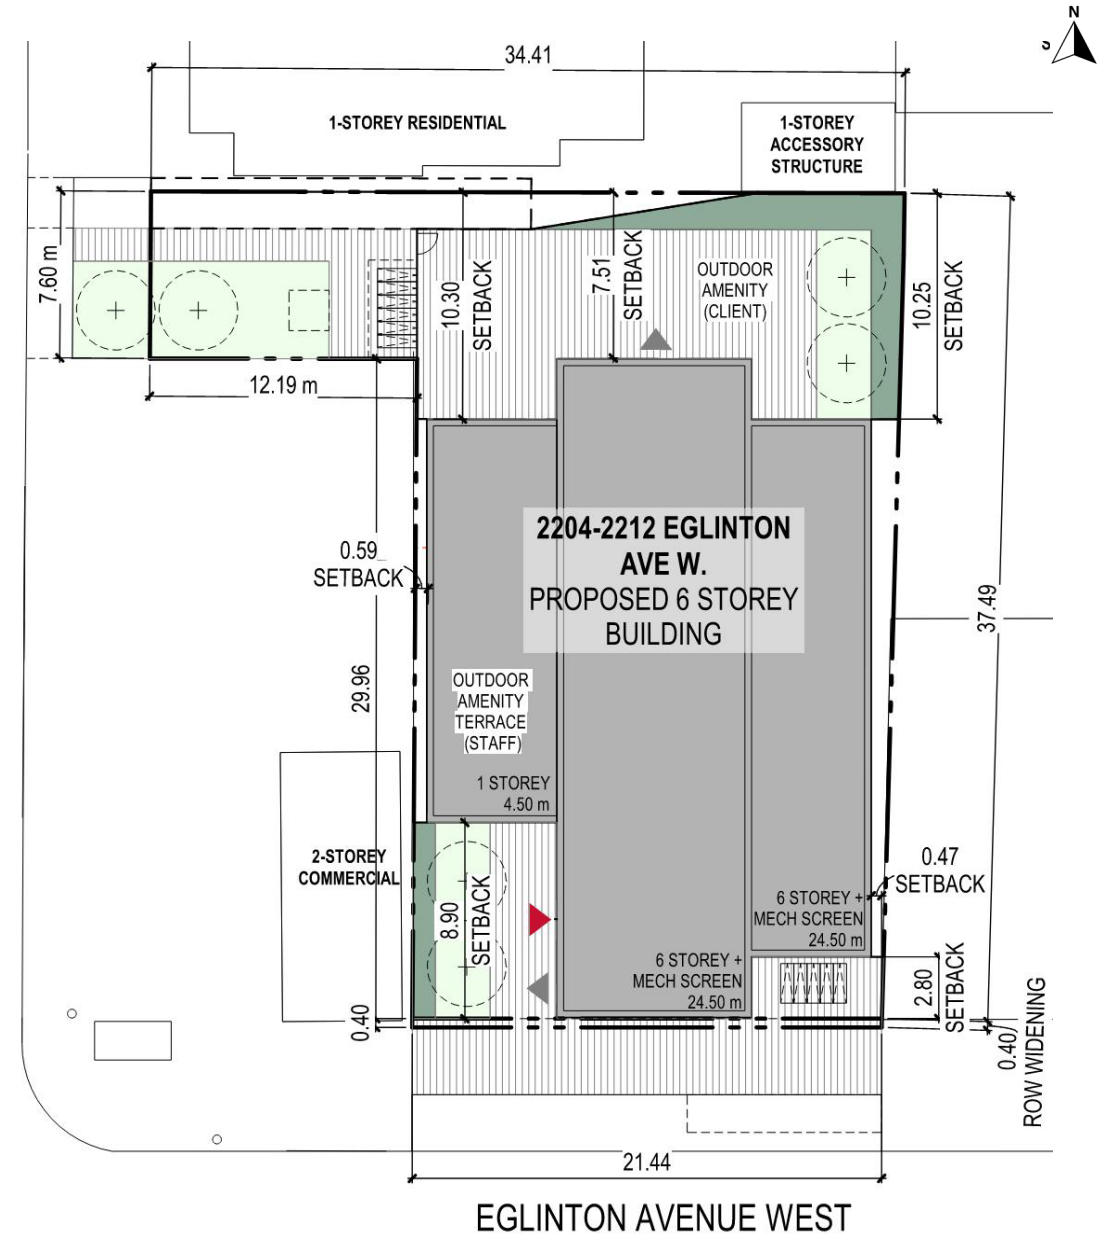 N
34.41
1-STOREY RESIDENTIAL
1-STOREY
ACCESSORY
STRUCTURE
7.60 m
12.19 m
10.30
SETBACK
7.51
SETBACK
OUTDOOR
AMENITY
(CLIENT)
10.25
SETBACK
2204-2212 EGLINTON
AVE W.
PROPOSED 6 STOREY
BUILDING
0.59
SETBACK
37.49
29.96
OUTDOOR
AMENITY
TERRACE
(STAFF)
1 STOREY
4.50 m
2-STOREY
COMMERCIAL
8.90
SETBACK
0.47
SETBACK
6 STOREY +
MECH SCREEN
24.50 m
6 STOREY +
MECH SCREEN
24.50 m
2.80
SETBACK
0.40
0.40
ROW WIDENING
21.44
EGLINTON AVENUE WEST